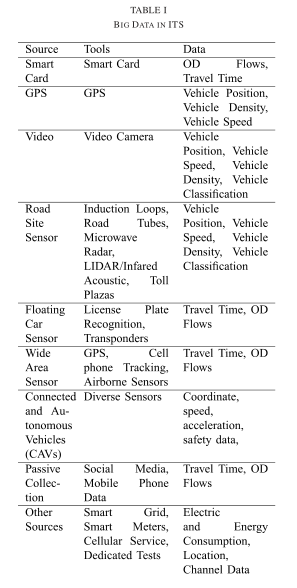 TABLE I
BIG DATA IN ITS
Source Tools Data
Smart Smart Card OD Flows,
Card Travel Time
GPS GPS Vehicle Position,
Vehicle Density,
Vehicle Speed
Video Video Camera Vehicle
Position, Vehicle
Speed, Vehicle
Density, Vehicle
Classification
Road Induction Loops, Vehicle
Site Road Tubes, Position, Vehicle
Sensor Microwave Speed, Vehicle
Radar, Density, Vehicle
LIDAR/Infared Classification
Acoustic, Toll
Plazas
Floating License Plate Travel Time, OD
Car Recognition, Flows
Sensor Transponders
Wide GPS, Cell Travel Time, OD
Area phone Tracking, Flows
Sensor Airborne Sensors
Connected Diverse Sensors Coordinate,
and Au- speed,
tonomous acceleration,
Vehicles safety data,
(CAVs)
Passive Social Media, Travel Time, OD
Collec- Mobile Phone Flows
tion Data
Other Smart Grid, Electric
Sources Smart Meters, and Energy
Cellular Service, Consumption,
Dedicated Tests Location,
Channel Data